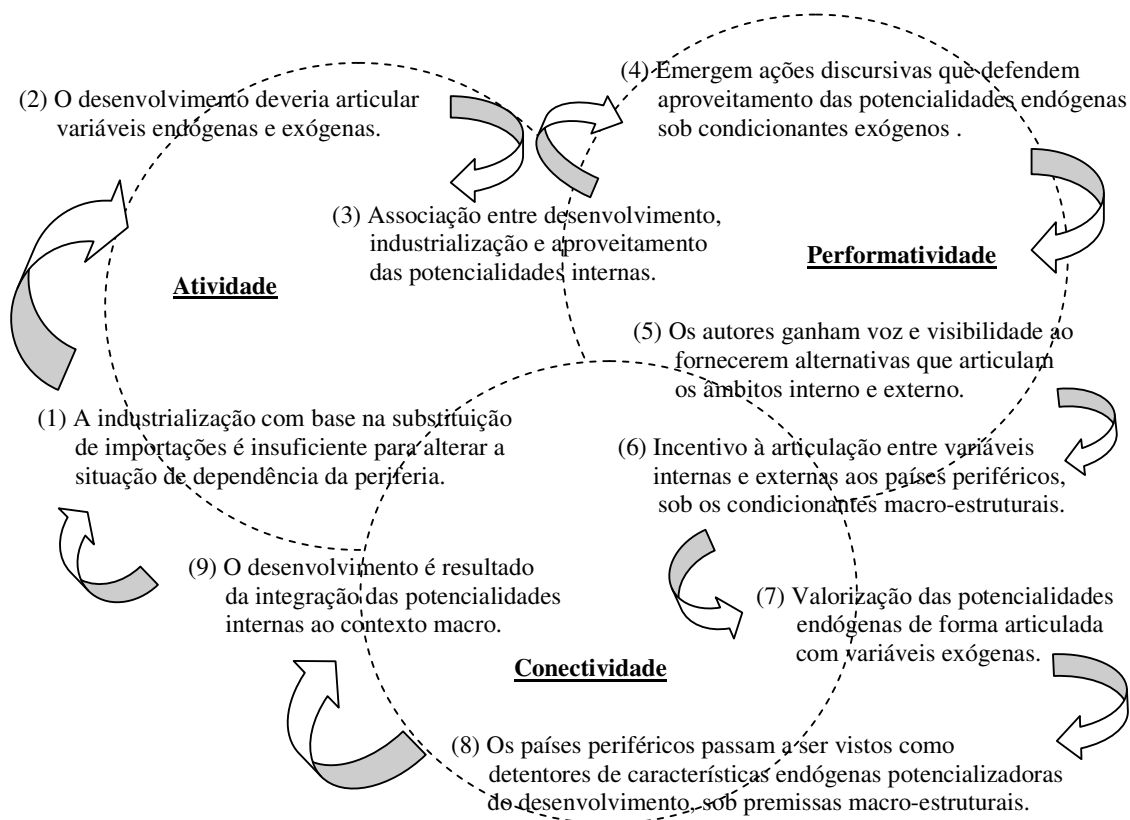 (2) O desenvolvimento deveria articular
variáveis endógenas e exógenas.
(3) Associação entre desenvolvimento,
industrialização e aproveitamento
das potencialidades internas.
Atividade
(1) A industrialização com base na substituição
de importações é insuficiente para alterar a
situação de dependência da periferia.
(4) Emergem ações discursivas que defendem
aproveitamento das potencialidades endógenas
sob condicionantes exógenos .
Performatividade
(5) Os autores ganham voz e visibilidade ao
fornecerem alternativas que articulam
os âmbitos interno e externo.
(6) Incentivo à articulação entre variáveis
internas e externas aos países periféricos,
sob os condicionantes macro-estruturais.
(7) Valorização das potencialidades
endógenas de forma articulada
com variáveis exógenas.
(9) O desenvolvimento é resultado
da integração das potencialidades
internas ao contexto macro.
Conectividade
(8) Os países periféricos passam a ser vistos como
detentores de características endógenas potencializadoras
do desenvolvimento, sob premissas macro-estruturais.